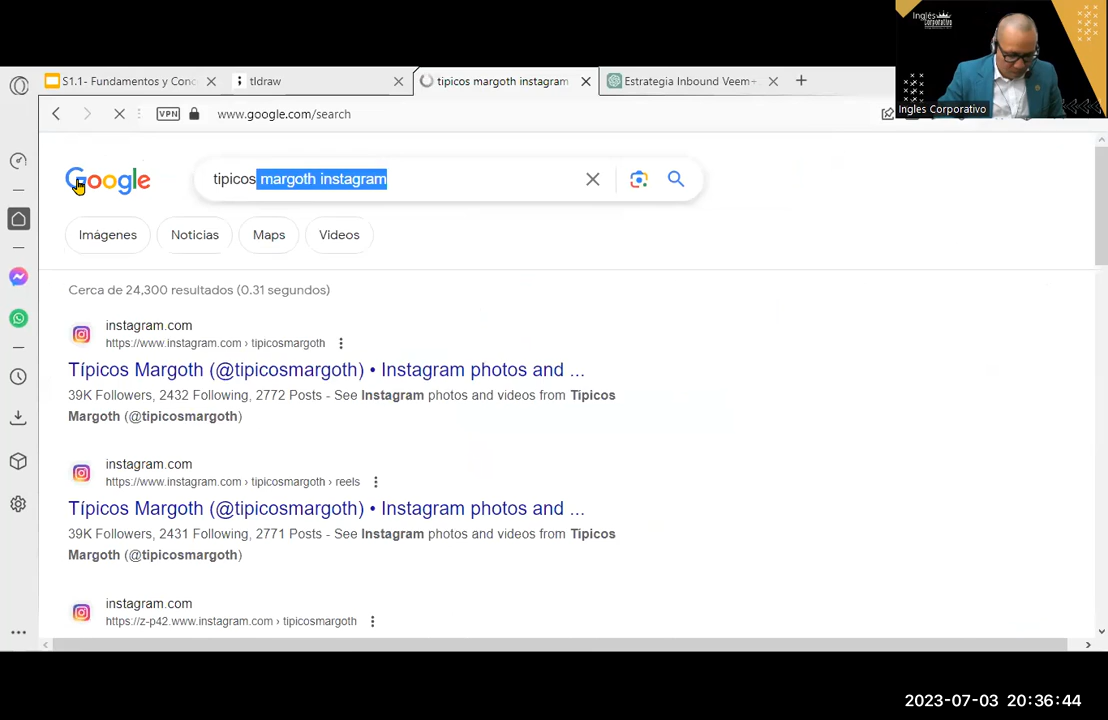 Inglés
Corporativo
Ingles Corporativo
S1.1- Fundamentos y Conc
tldraw
tipicos margoth instagram
Estrategia Inbound Veem
VPN
www.google.com/search
Google
tipicos margoth instagram
Imágenes
Noticias
Maps
Videos
Cerca de 24,300 resultados (0.31 segundos)
instagram.com
https://www.instagram.com › tipicosmargoth
Típicos Margoth (@tipicosmargoth) • Instagram photos and ...
39K Followers, 2432 Following, 2772 Posts - See Instagram photos and videos from Tipicos
Margoth (@tipicosmargoth)
instagram.com
https://www.instagram.com › tipicosmargoth › reels
Típicos Margoth (@tipicosmargoth) • Instagram photos and ...
39K Followers, 2431 Following, 2771 Posts - See Instagram photos and videos from Tipicos
Margoth (@tipicosmargoth)
instagram.com
https://z-p42.www.instagram.com › tipicosmargoth
2023-07-03 20:36:44